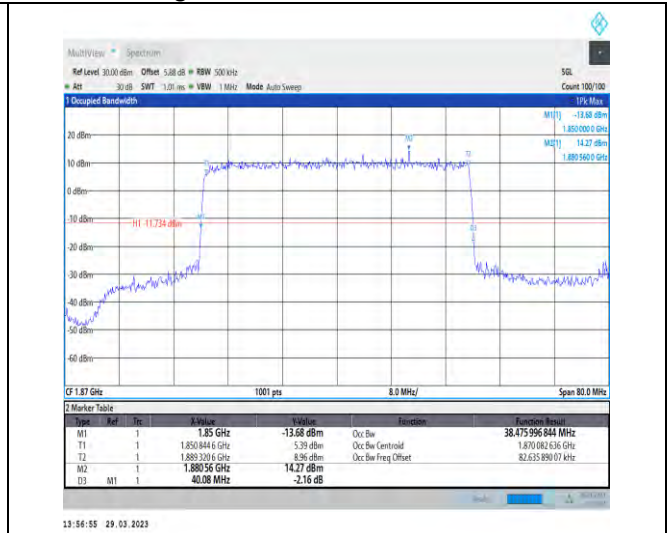 MultiView Spectrum
Ref Level 30.00 dBm Offset 5.88 dB RBW 500 kHz SGL
Att 30 dB SWT 1.01 ms VBW 1 MHz Mode Auto Sweep Count 100/100
1 Occupied Bandwidth 1Pk Max
M1[1] -13.68 dBm
1.850 000 0 GHz
M2[1] 14.27 dBm
1.880 560 0 GHz
20 dBm
M2
T2
10 dBm
0 dBm
-10 dBm
H1 -11.734 dBm
M1
-20 dBm
-30 dBm
-40 dBm
-50 dBm
-60 dBm
CF 1.87 GHz 1001 pts 8.0 MHz/ Span 80.0 MHz
2 Marker Table
Type Ref Trc X-Value Y-Value Function Function Result
M1 1 1.85 GHz -13.68 dBm Occ Bw 38.475 996 844 MHz
T1 1 1.850 844 6 GHz 5.39 dBm Occ Bw Centroid 1.870 082 636 GHz
T2 1 1.889 320 6 GHz 8.96 dBm Occ Bw Freq Offset 82.635 890 07 kHz
M2 1 1.880 56 GHz 14.27 dBm
D3 M1 1 40.08 MHz -2.16 dB
13:56:55 29.03.2023